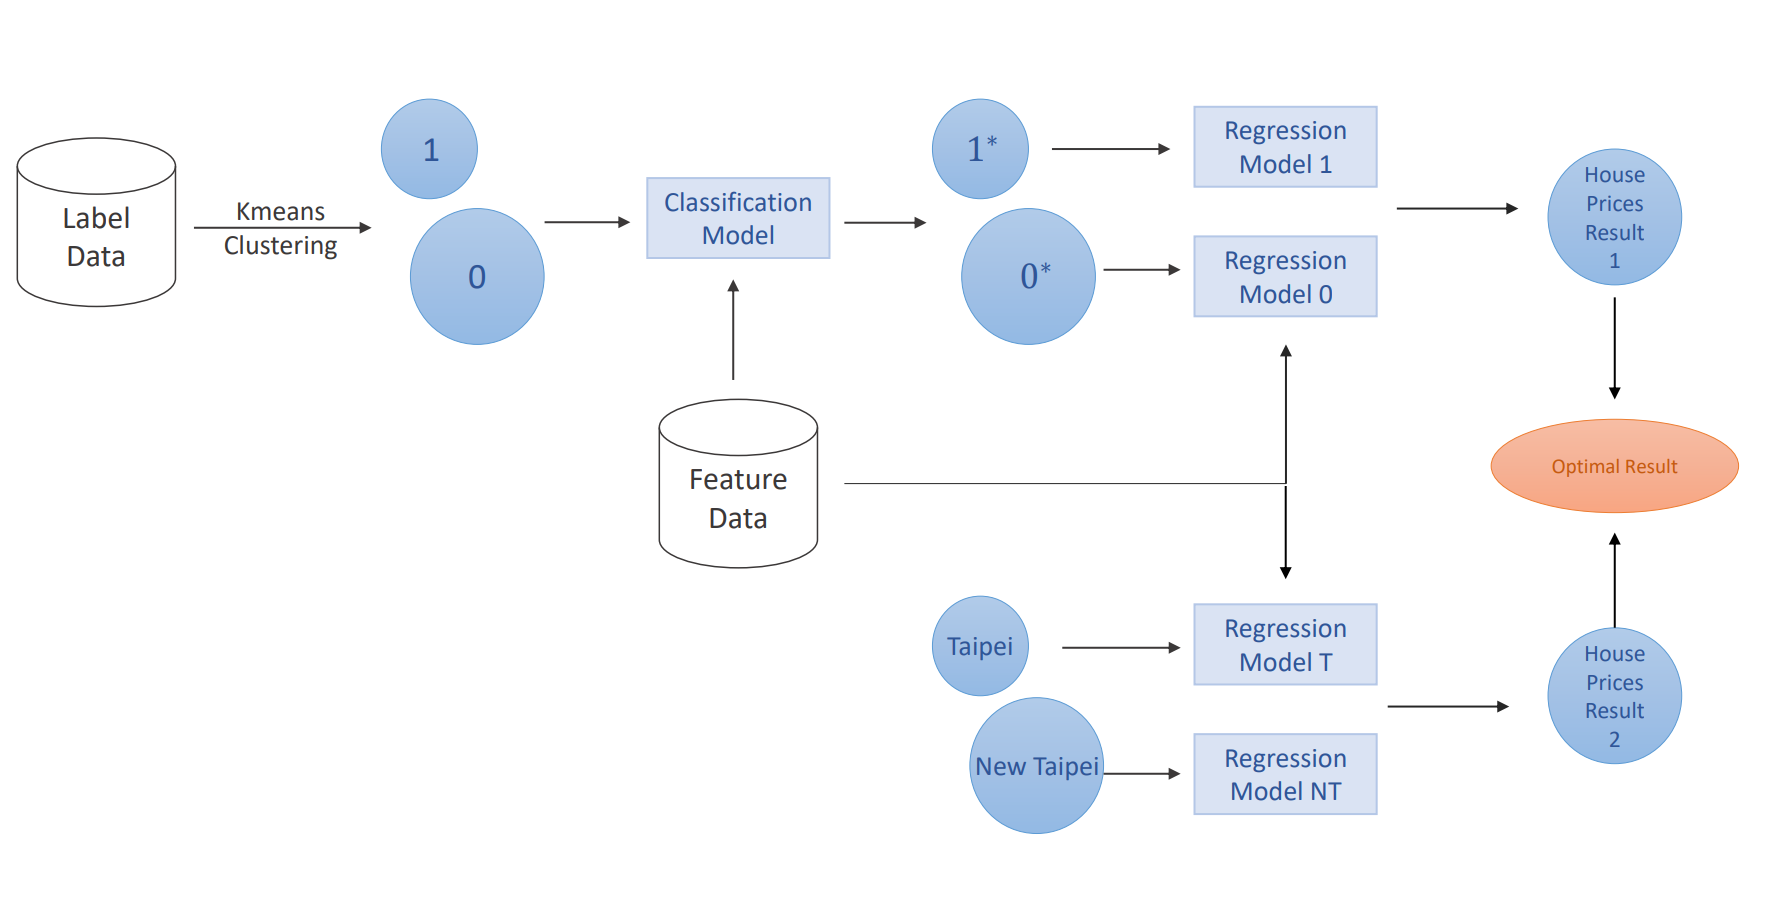 Label
Data
Kmeans
Clustering
1
0
Classification
Model
Feature
Data
1*
0*
Regression
Model 1
Regression
Model 0
House
Prices
Result
1
Optimal Result
Taipei
New Taipei
Regression
Model T
Regression
Model NT
House
Prices
Result
2